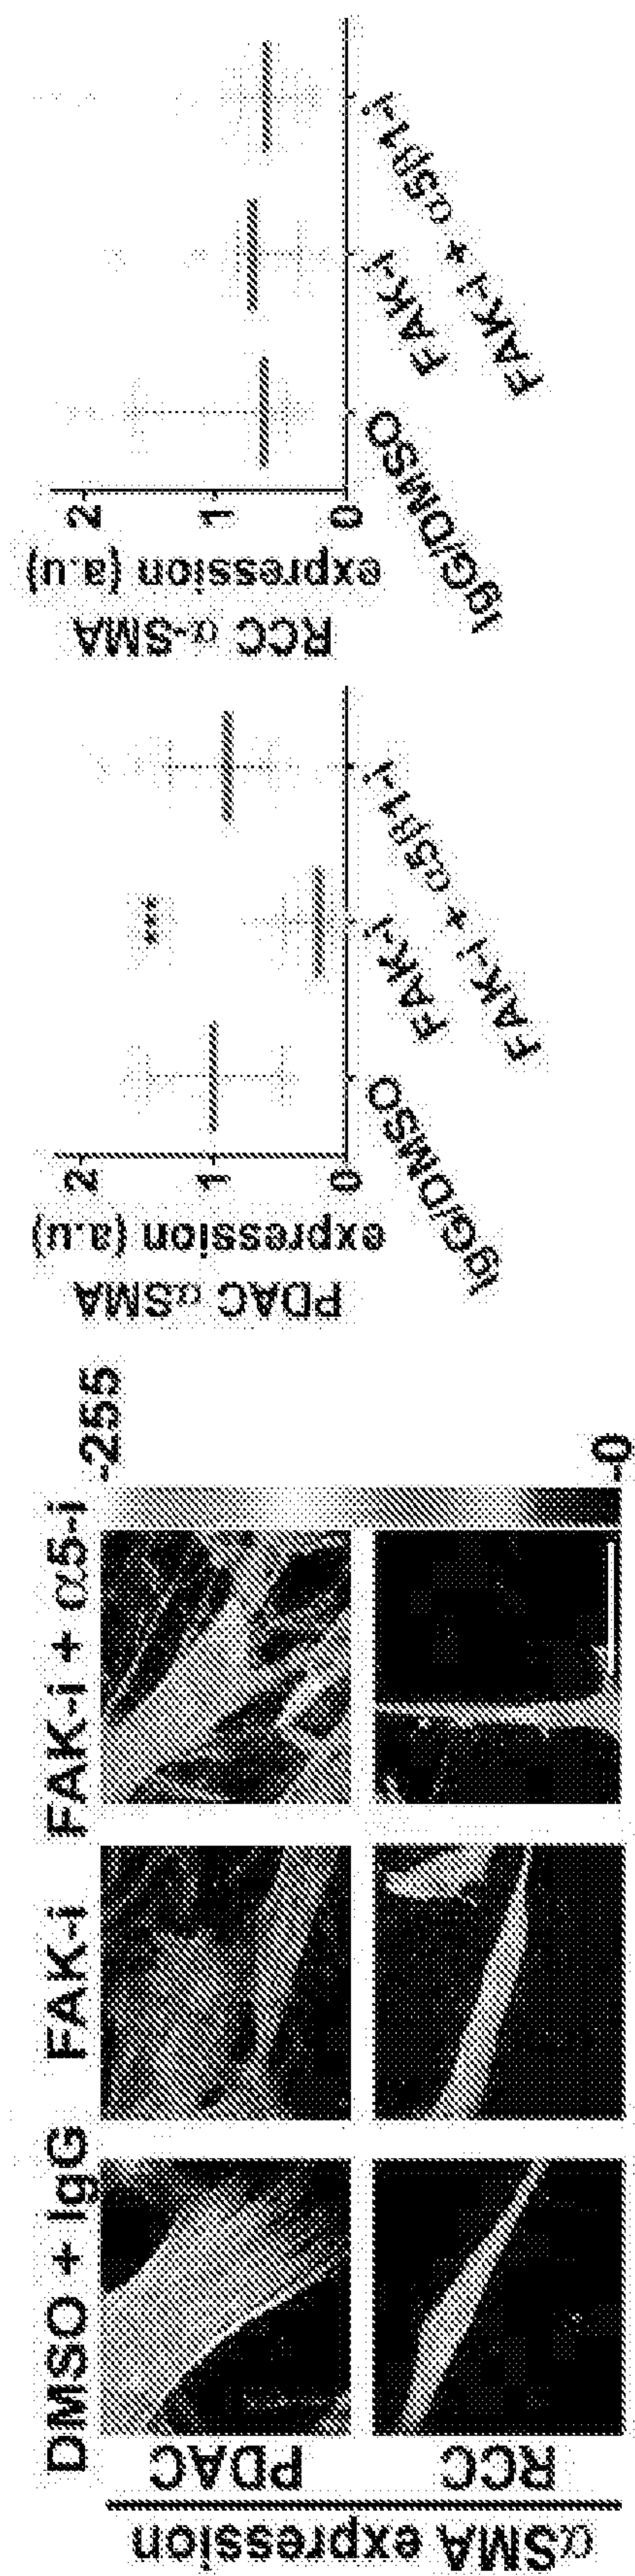 αSMA expression
PDAC
RCC
DMSO + IgG
FAK-i
FAK-i + α5-i
-255
-0
PDAC αSMA
expression (a.u)
2
1
0
***
IgG/DMSO
FAK-i
FAK-i + α5β1-i
RCC α-SMA
expression (a.u)
2
1
0
IgG/DMSO
FAK-i
FAK-i + α5β1-i